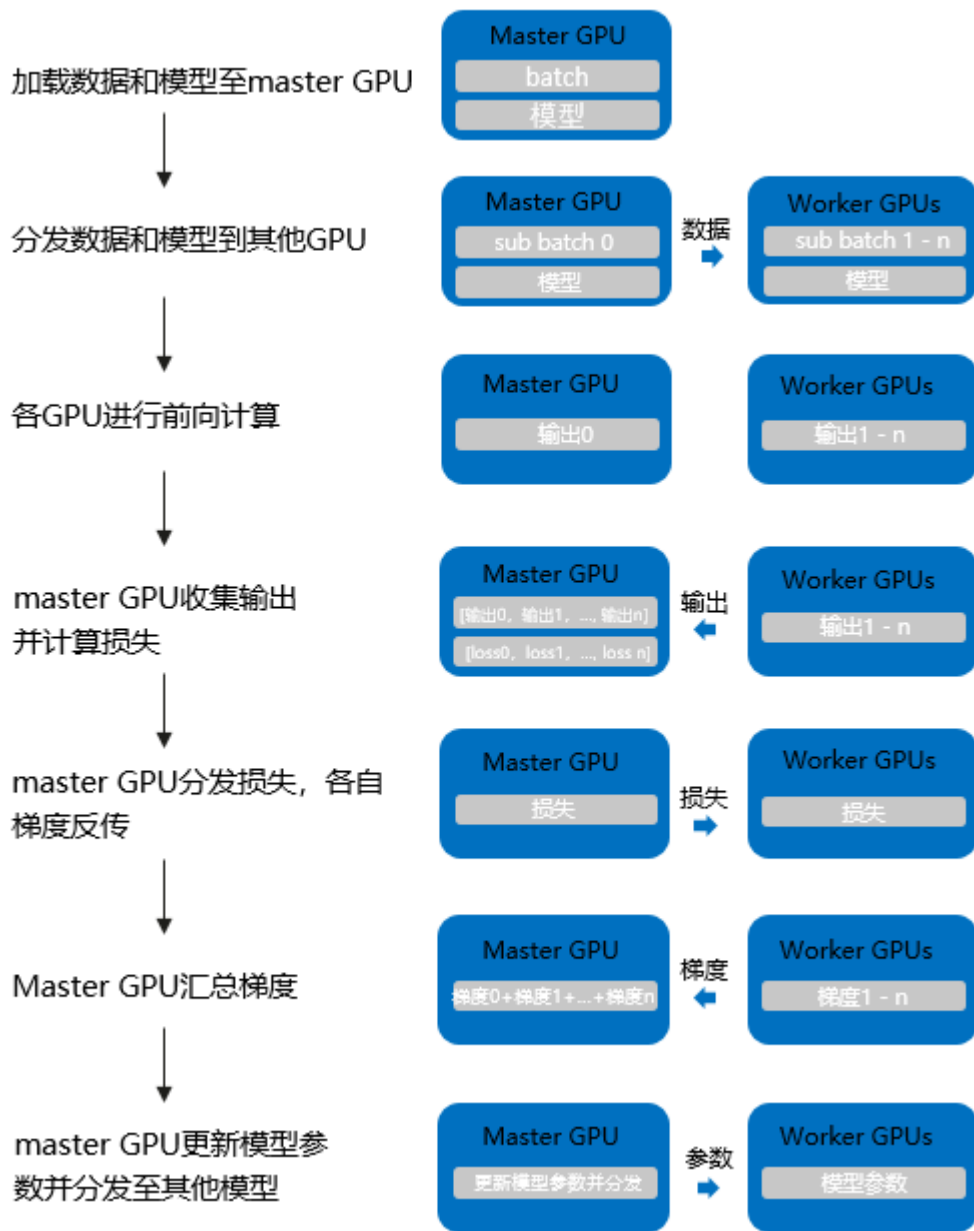 加载数据和模型至master GPU
Master GPU
batch
模型
分发数据和模型到其他GPU
Master GPU
sub batch 0
模型
数据
Worker GPUs
sub batch 1 - n
模型
各GPU进行前向计算
Master GPU
输出0
Worker GPUs
输出1 - n
master GPU收集输出
并计算损失
Master GPU
[输出0，输出1，..., 输出n]
[loss0，loss1，..., loss n]
输出
Worker GPUs
输出1 - n
master GPU分发损失，各自
梯度反传
Master GPU
损失
损失
Worker GPUs
损失
Master GPU汇总梯度
Master GPU
梯度0+梯度1+...+梯度n
梯度
Worker GPUs
梯度1 - n
master GPU更新模型参
数并分发至其他模型
Master GPU
更新模型参数并分发
参数
Worker GPUs
模型参数